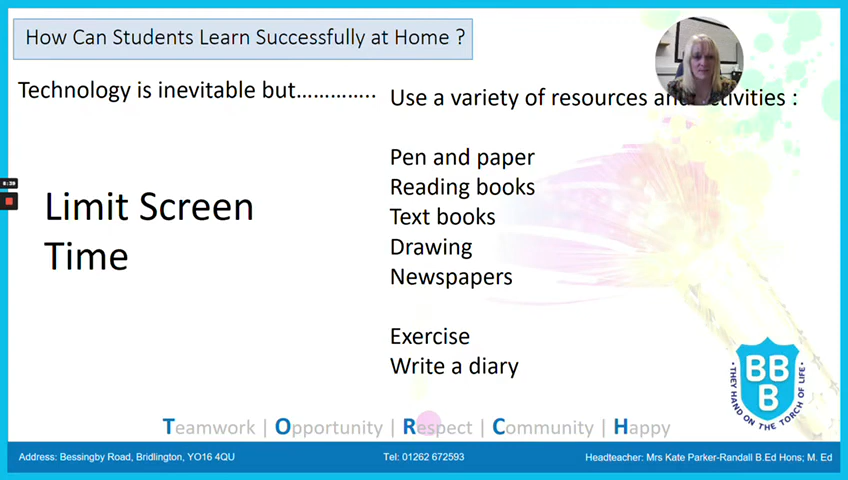 How Can Students Learn Successfully at Home ?
Technology is inevitable but…………..
Limit Screen
Time
Use a variety of resources and activities :
Pen and paper
Reading books
Text books
Drawing
Newspapers
Exercise
Write a diary
BB
B
THEY HAND ON THE TORCH OF LIFE
Teamwork | Opportunity | Respect | Community | Happy
Address: Bessingby Road, Bridlington, YO16 4QU Tel: 01262 672593 Headteacher: Mrs Kate Parker-Randall B.Ed Hons; M. Ed